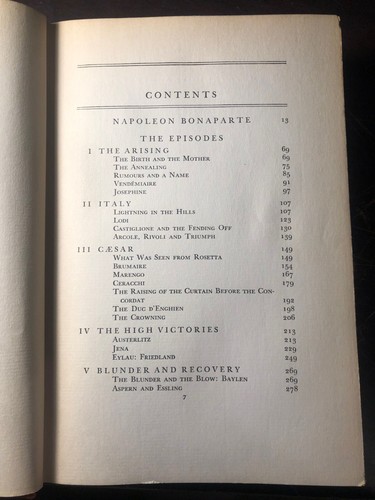 CONTENTS
NAPOLEON BONAPARTE 13
THE EPISODES
I THE ARISING 69
The Birth and the Mother 69
The Annealing 75
Rumours and a Name 85
Vendémiaire 91
Josephine 97
II ITALY 107
Lightning in the Hills 107
Lodi 123
Castiglione and the Fending Off 130
Arcole, Rivoli and Triumph 139
III CÆSAR 149
What Was Seen from Rosetta 149
Brumaire 154
Marengo 167
Ceracchi 179
The Raising of the Curtain Before the Con-
cordat 192
The Duc d'Enghien 198
The Crowning 206
IV THE HIGH VICTORIES 213
Austerlitz 213
Jena 229
Eylau: Friedland 249
V BLUNDER AND RECOVERY 269
The Blunder and the Blow: Baylen 269
Aspern and Essling 278
7